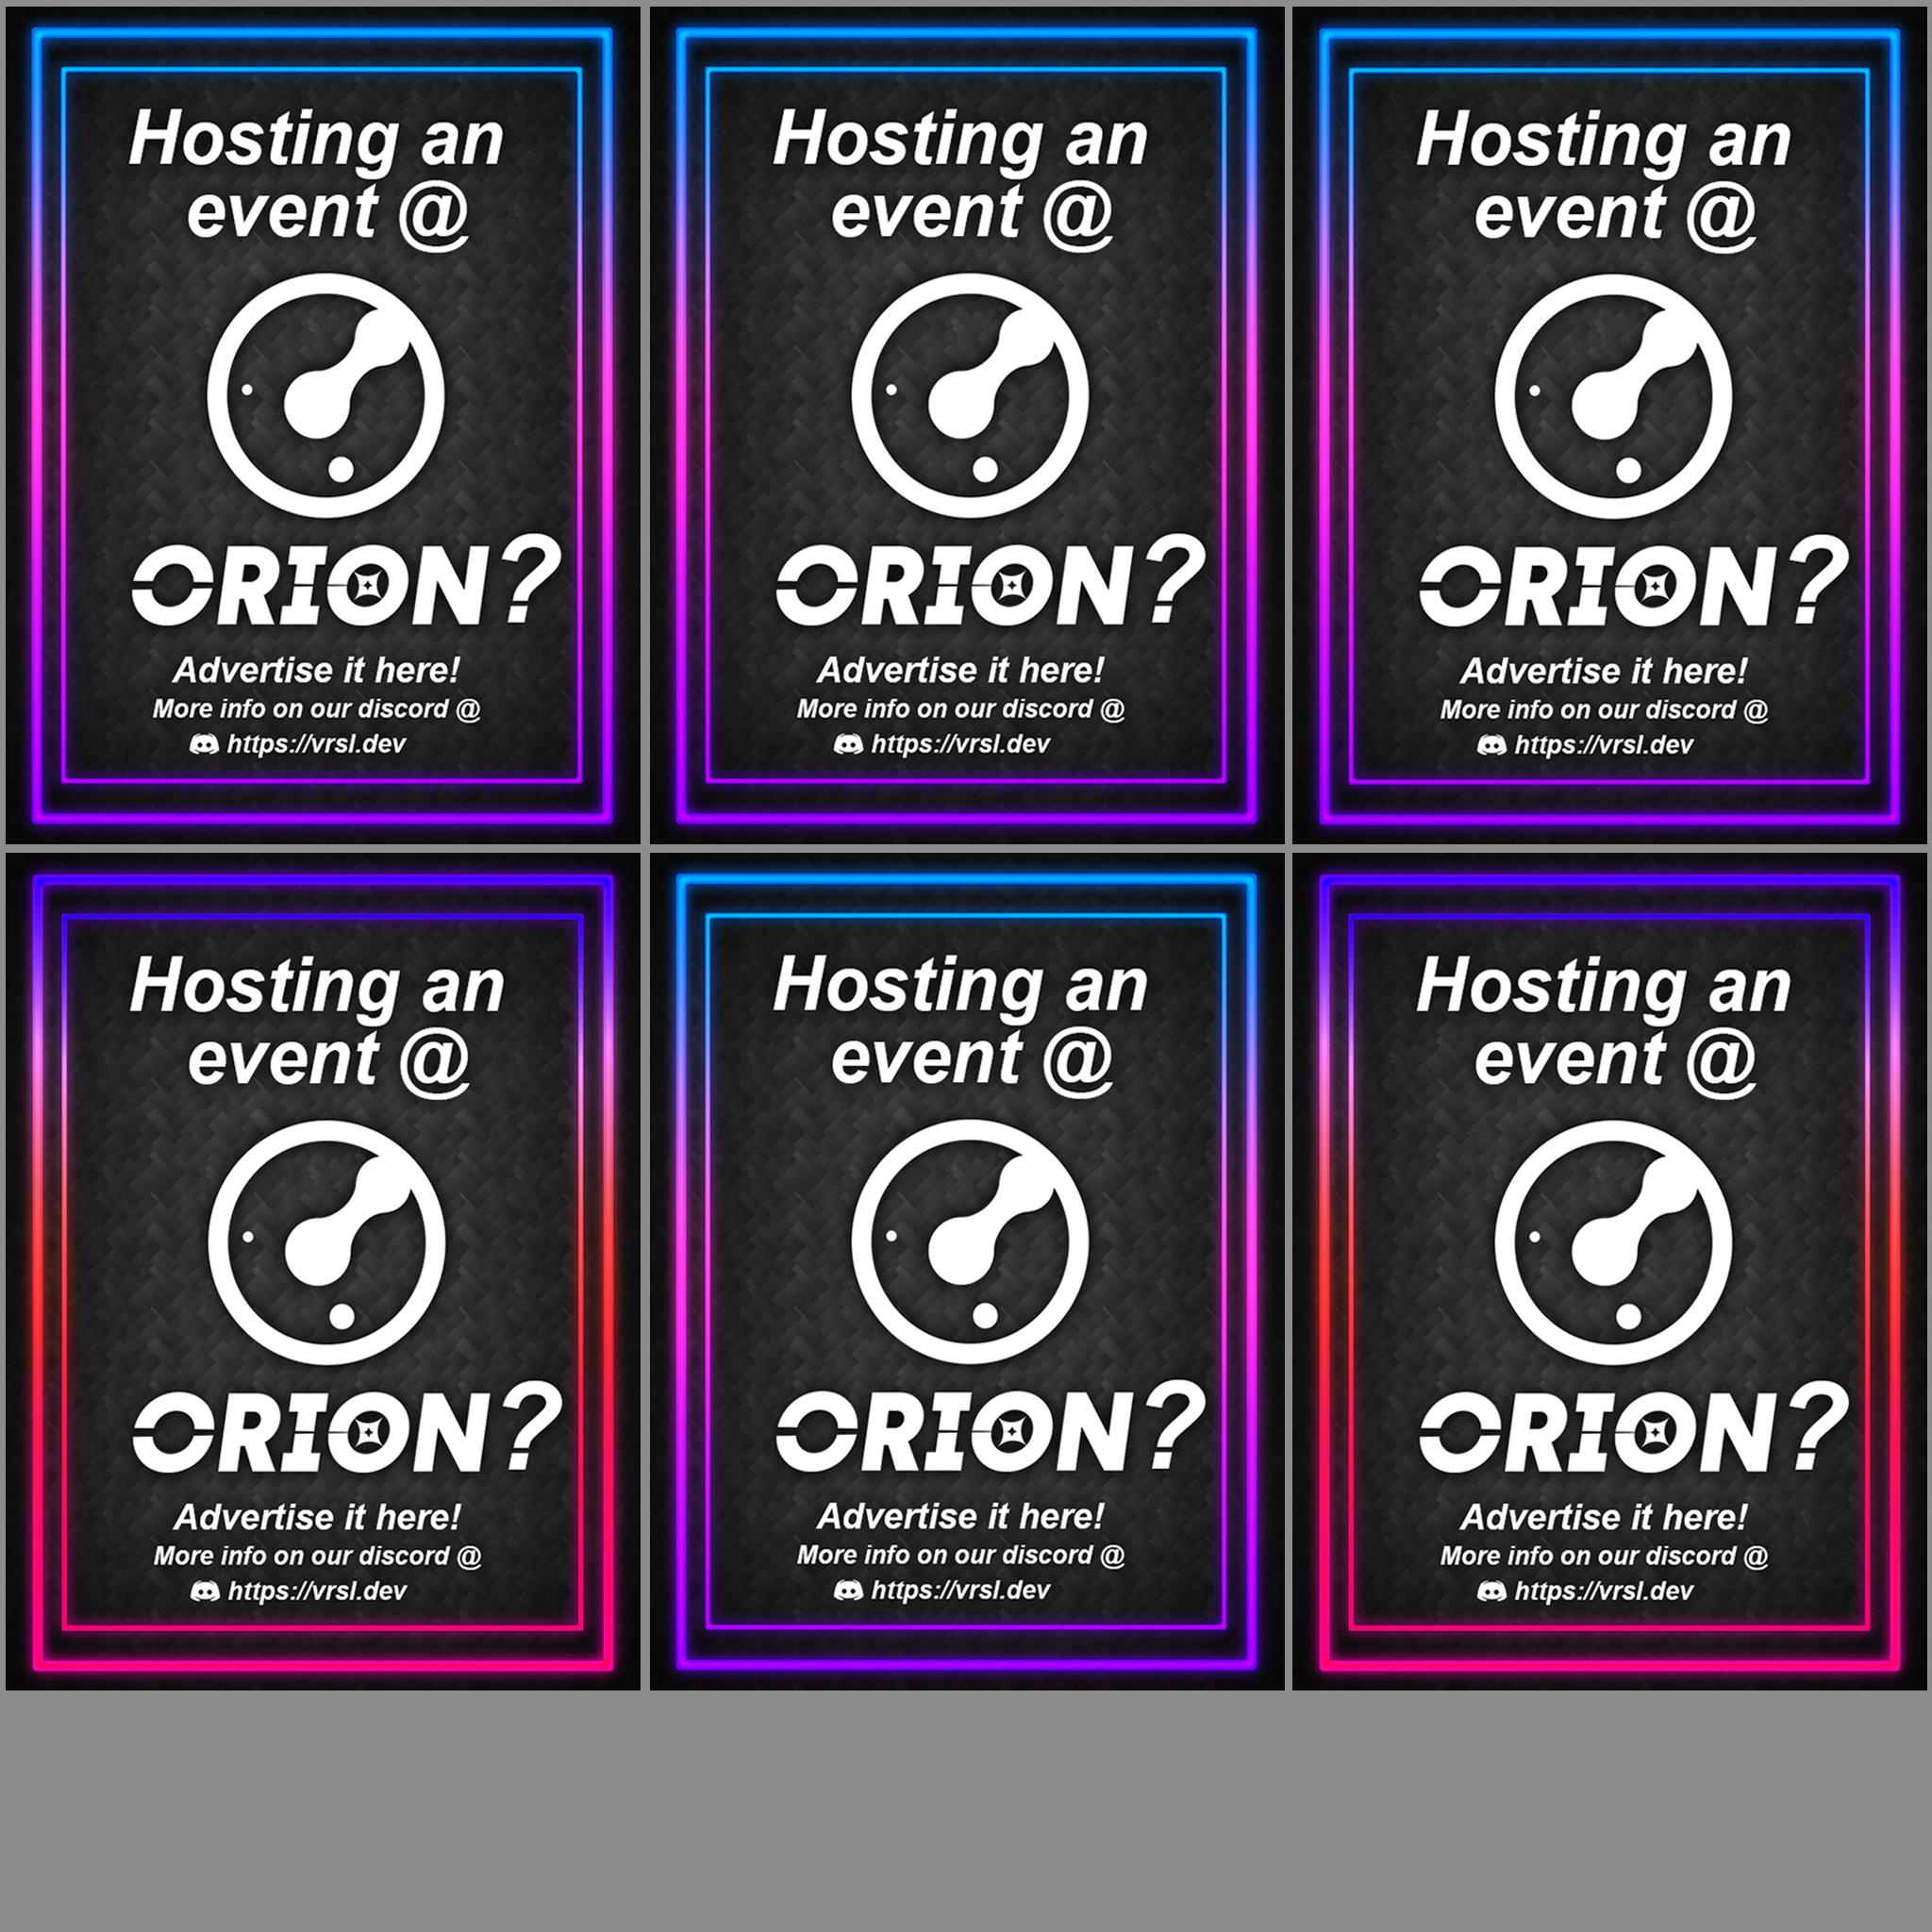 Hosting an
event @
ORION?
Advertise it here!
More info on our discord @
https://vrsl.dev
Hosting an
event @
ORION?
Advertise it here!
More info on our discord @
https://vrsl.dev
Hosting an
event @
ORION?
Advertise it here!
More info on our discord @
https://vrsl.dev
Hosting an
event @
ORION?
Advertise it here!
More info on our discord @
https://vrsl.dev
Hosting an
event @
ORION?
Advertise it here!
More info on our discord @
https://vrsl.dev
Hosting an
event @
ORION?
Advertise it here!
More info on our discord @
https://vrsl.dev